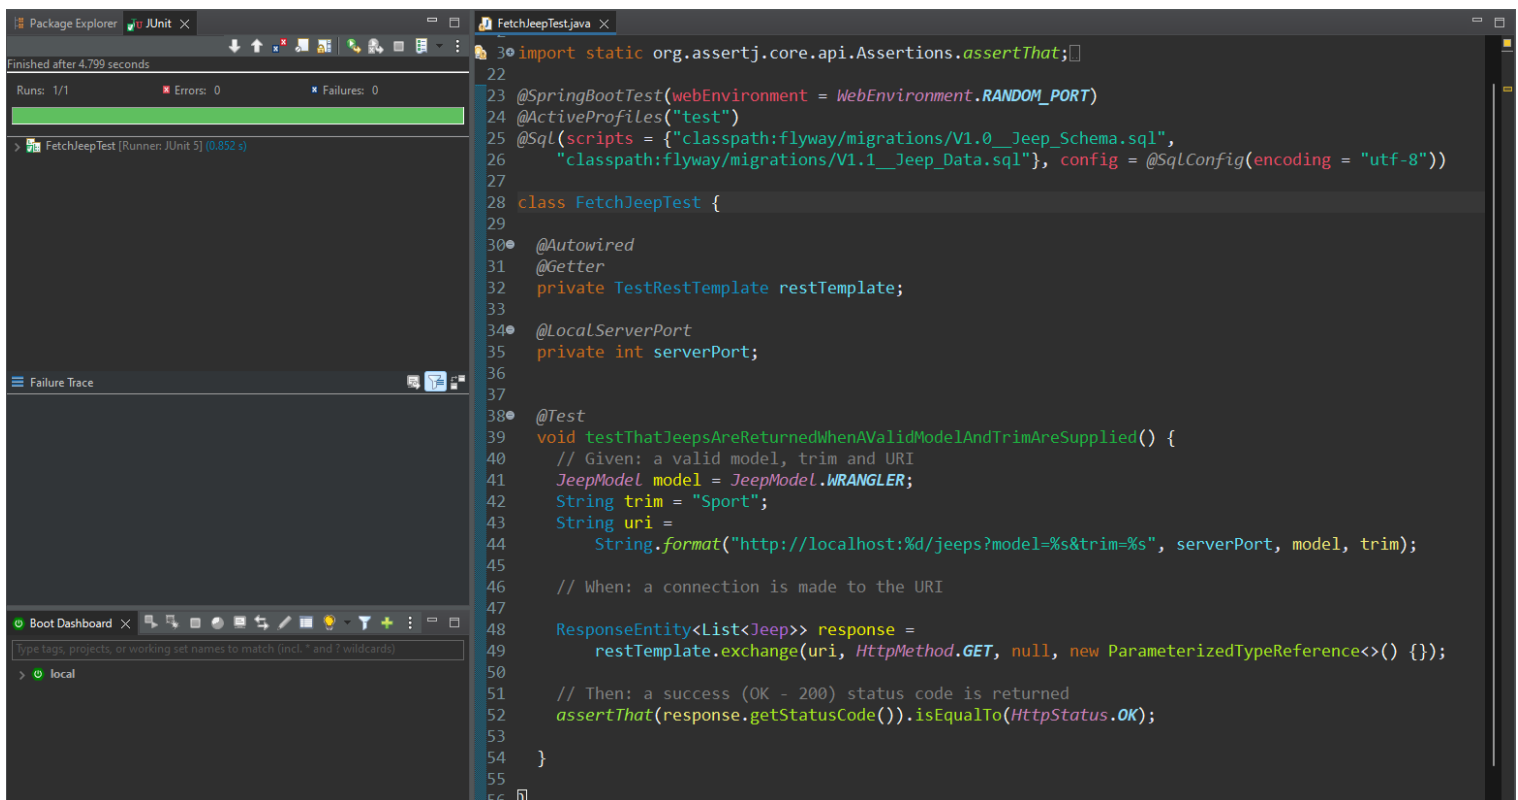 Package Explorer
JUnit
Finished after 4.799 seconds
Runs: 1/1 Errors: 0 Failures: 0
FetchJeepTest [Runner: JUnit 5] (0.852 s)
Failure Trace
Boot Dashboard
Type tags, projects, or working set names to match (incl. * and ? wildcards)
local
FetchJeepTest.java
3 import static org.assertj.core.api.Assertions.assertThat;
22
23 @SpringBootTest(webEnvironment = WebEnvironment.RANDOM_PORT)
24 @ActiveProfiles("test")
25 @Sql(scripts = {"classpath:flyway/migrations/V1.0__Jeep_Schema.sql",
26 "classpath:flyway/migrations/V1.1__Jeep_Data.sql"}, config = @SqlConfig(encoding = "utf-8"))
27
28 class FetchJeepTest {
29
30 @Autowired
31 @Getter
32 private TestRestTemplate restTemplate;
33
34 @LocalServerPort
35 private int serverPort;
36
37
38 @Test
39 void testThatJeepsAreReturnedWhenAValidModelAndTrimAreSupplied() {
40 // Given: a valid model, trim and URI
41 JeepModel model = JeepModel.WRANGLER;
42 String trim = "Sport";
43 String uri =
44 String.format("http://localhost:%d/jeeps?model=%s&trim=%s", serverPort, model, trim);
45
46 // When: a connection is made to the URI
47
48 ResponseEntity<List<Jeep>> response =
49 restTemplate.exchange(uri, HttpMethod.GET, null, new ParameterizedTypeReference<>() {});
50
51 // Then: a success (OK - 200) status code is returned
52 assertThat(response.getStatusCode()).isEqualTo(HttpStatus.OK);
53
54 }
55
56 }